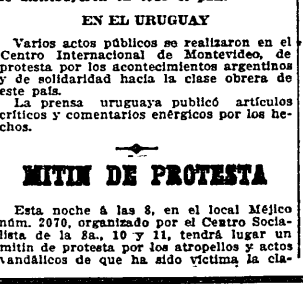 EN EL URUGUAY
Varios actos públicos se realizaron en el
Centro Internacional de Montevideo, de
protesta por los acontecimientos argentinos
y de solidaridad hacia la clase obrera de
este país.
La prensa uruguaya publicó artículos
críticos y comentarios enérgicos por los he-
chos.
MITIN DE PROTESTA
Esta noche á las 8, en el local Méjico
núm. 2070, organizado por el Centro Socia-
lista de la 8a., 10 y 11, tendrá lugar un
mitin de protesta por los atropellos y actos
vandálicos de que ha sido víctima la cla-